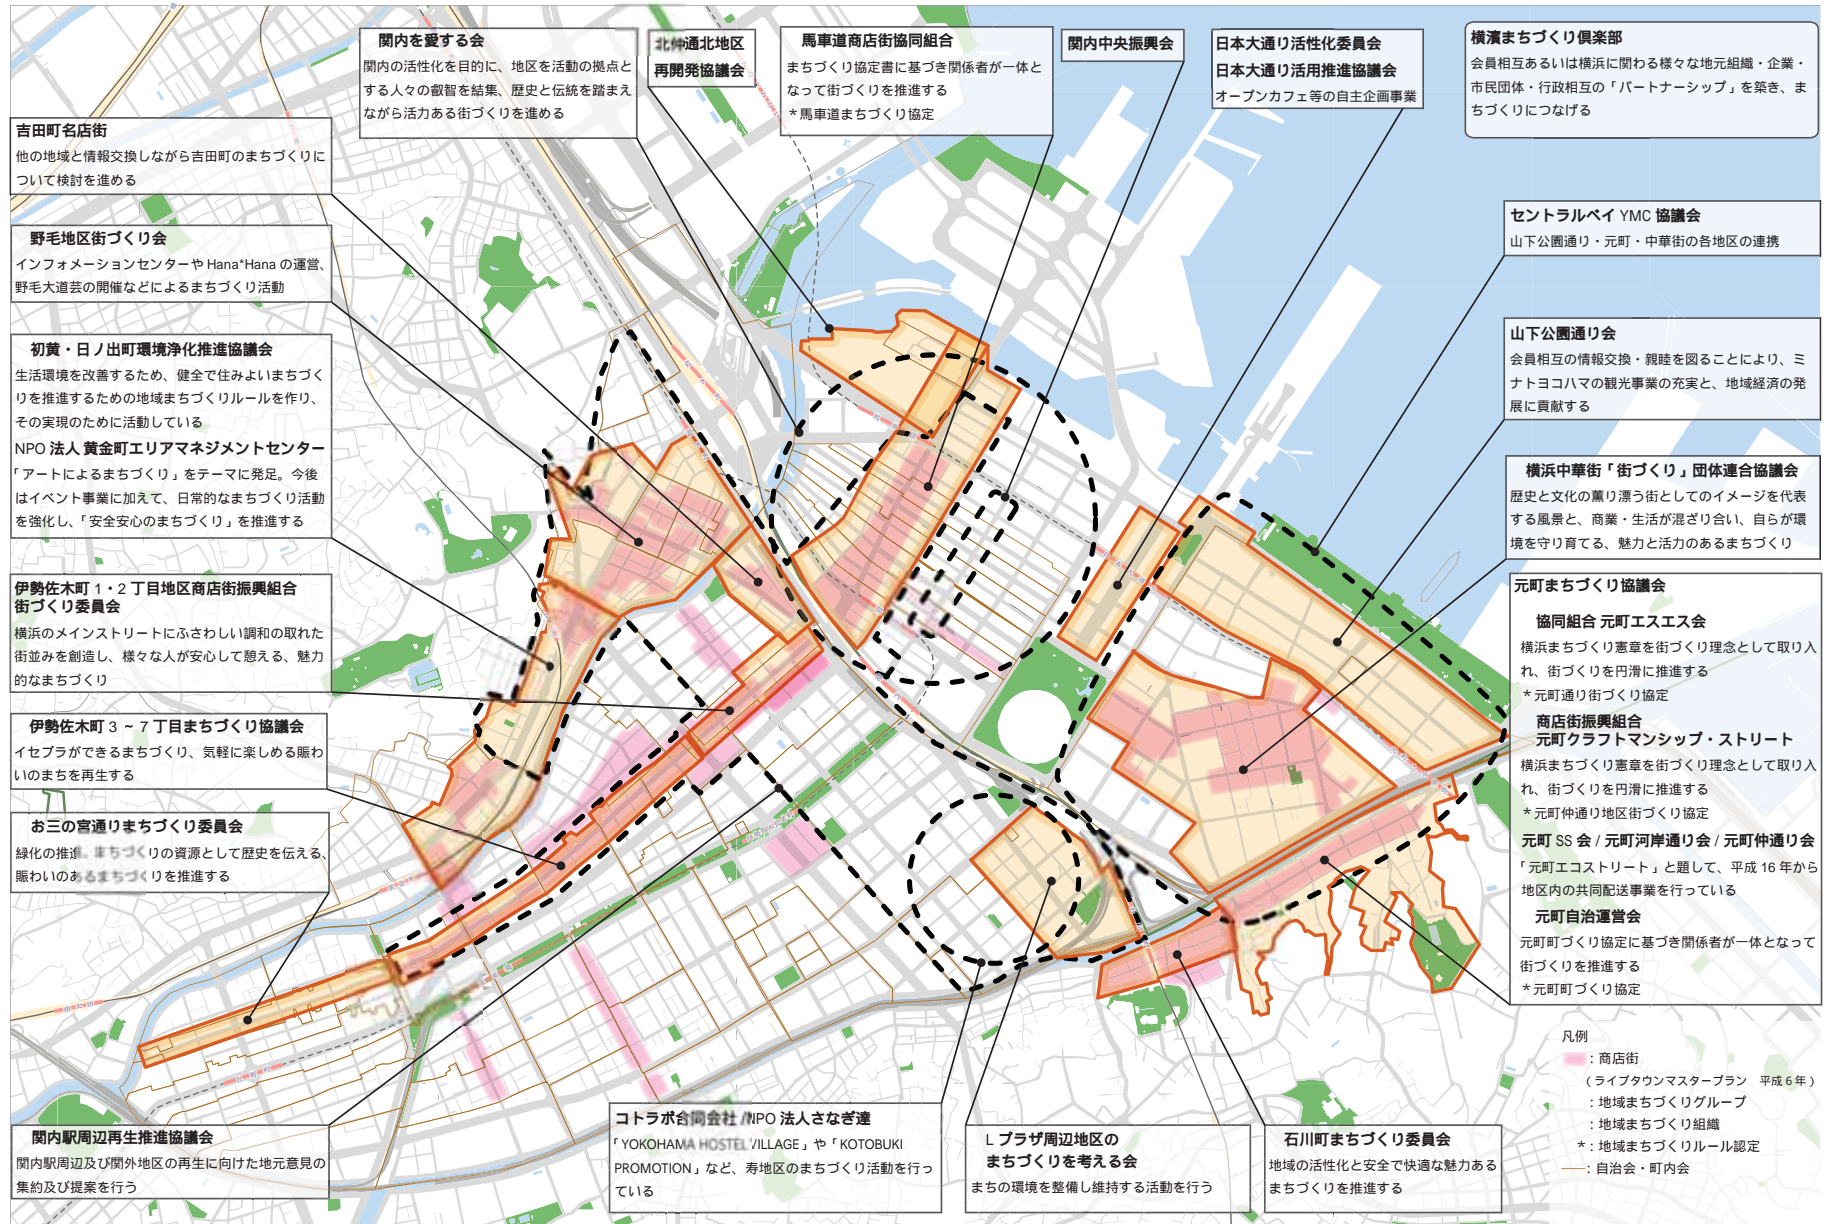 関内を愛する会
関内の活性化を目的に、地区を活動の拠点と
する人々の叡智を結集、歴史と伝統を踏まえ
ながら活力ある街づくりを進める
北仲通北地区
再開発協議会
馬車道商店街協同組合
まちづくり協定書に基づき関係者が一体と
なって街づくりを推進する
*馬車道まちづくり協定
関内中央振興会
日本大通り活性化委員会
日本大通り活用推進協議会
オープンカフェ等の自主企画事業
横濱まちづくり倶楽部
会員相互あるいは横浜に関わる様々な地元組織・企業・
市民団体・行政相互の「パートナーシップ」を築き、ま
ちづくりにつなげる
吉田町名店街
他の地域と情報交換しながら吉田町のまちづくりに
ついて検討を進める
野毛地区街づくり会
インフォメーションセンターや Hana*Hana の運営、
野毛大道芸の開催などによるまちづくり活動
初黄・日ノ出町環境浄化推進協議会
生活環境を改善するため、健全で住みよいまちづく
りを推進するための地域まちづくりルールを作り、
その実現のために活動している
NPO 法人 黄金町エリアマネジメントセンター
「アートによるまちづくり」をテーマに発足。今後
はイベント事業に加えて、日常的なまちづくり活動
を強化し、「安全安心のまちづくり」を推進する
伊勢佐木町 1・2 丁目地区商店街振興組合
街づくり委員会
横浜のメインストリートにふさわしい調和の取れた
街並みを創造し、様々な人が安心して憩える、魅力
的なまちづくり
伊勢佐木町 3 ~ 7 丁目まちづくり協議会
イセブラができるまちづくり、気軽に楽しめる賑わ
いのまちを再生する
お三の宮通りまちづくり委員会
緑化の推進、まちづくりの資源として歴史を伝える、
賑わいのあるまちづくりを推進する
関内駅周辺再生推進協議会
関内駅周辺及び関外地区の再生に向けた地元意見の
集約及び提案を行う
セントラルベイ YMC 協議会
山下公園通り・元町・中華街の各地区の連携
山下公園通り会
会員相互の情報交換・親睦を図ることにより、ミ
ナトヨコハマの観光事業の充実と、地域経済の発
展に貢献する
横浜中華街「街づくり」団体連合協議会
歴史と文化の薫り漂う街としてのイメージを代表
する風景と、商業・生活が混ざり合い、自らが環
境を守り育てる、魅力と活力のあるまちづくり
元町まちづくり協議会
協同組合 元町エスエス会
横浜まちづくり憲章を街づくり理念として取り入
れ、街づくりを円滑に推進する
*元町通り街づくり協定
商店街振興組合
元町クラフトマンシップ・ストリート
横浜まちづくり憲章を街づくり理念として取り入
れ、街づくりを円滑に推進する
*元町仲通り地区街づくり協定
元町 SS 会 / 元町河岸通り会 / 元町仲通り会
「元町エコストリート」と題して、平成 16 年から
地区内の共同配送事業を行っている
元町自治運営会
元町町づくり協定に基づき関係者が一体となって
街づくりを推進する
*元町町づくり協定
コトラボ合同会社 /NPO 法人さなぎ達
「YOKOHAMA HOSTEL VILLAGE」や「KOTOBUKI
PROMOTION」など、寿地区のまちづくり活動を行っ
ている
L プラザ周辺地区の
まちづくりを考える会
まちの環境を整備し維持する活動を行う
石川町まちづくり委員会
地域の活性化と安全で快適な魅力ある
まちづくりを推進する
凡例
:商店街
(ライブタウンマスタープラン 平成6年)
:地域まちづくりグループ
:地域まちづくり組織
*:地域まちづくりルール認定
:自治会・町内会